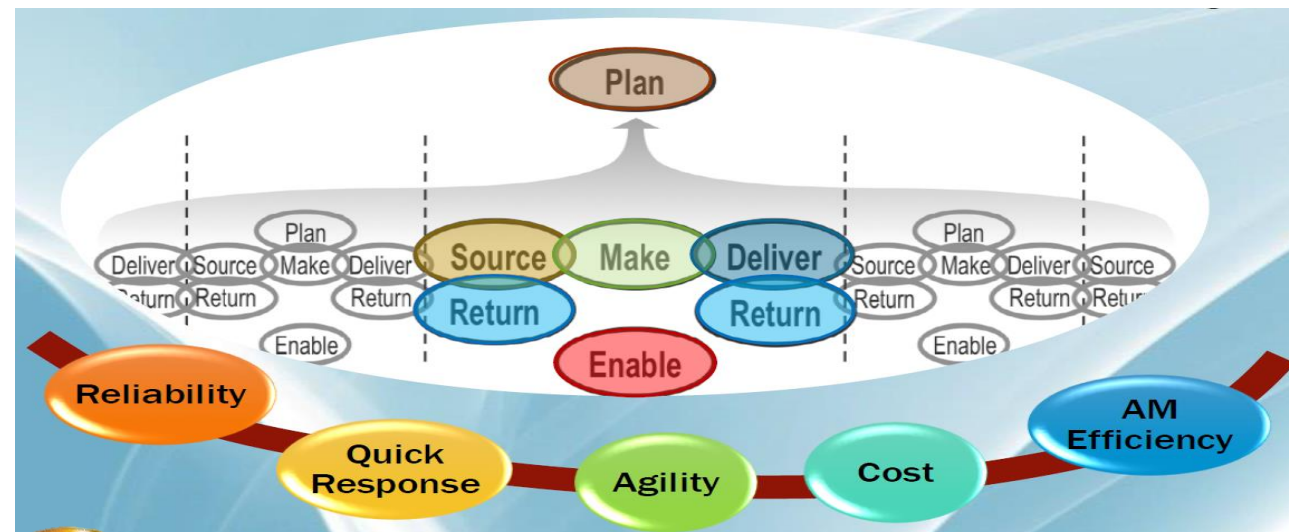 Plan
Plan Plan
Deliver Source Make Deliver Source Make Deliver Source Make Deliver Source
Return Return Return Return Return Return Return Return
Enable Enable Enable
Reliability
Quick
Response
Agility
Cost
AM
Efficiency